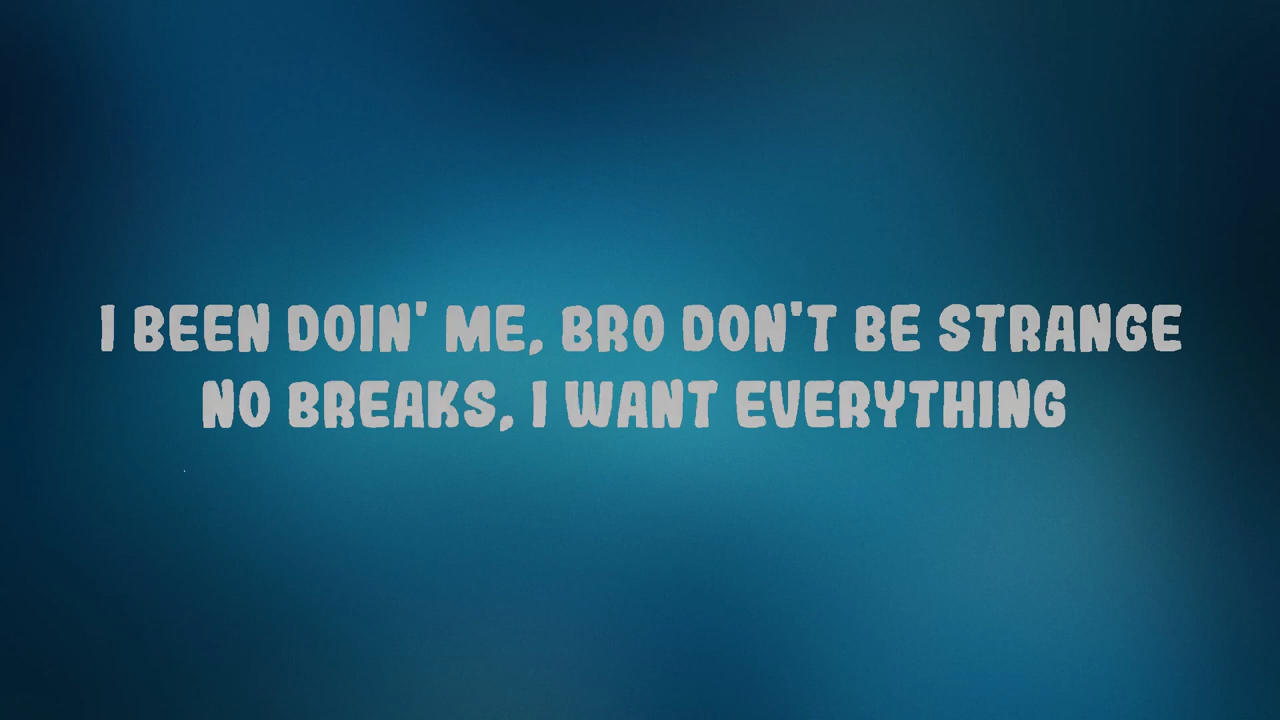 I BEEN DOIN' ME, BRO DON'T BE STRANGE
NO BREAKS, I WANT EVERYTHING